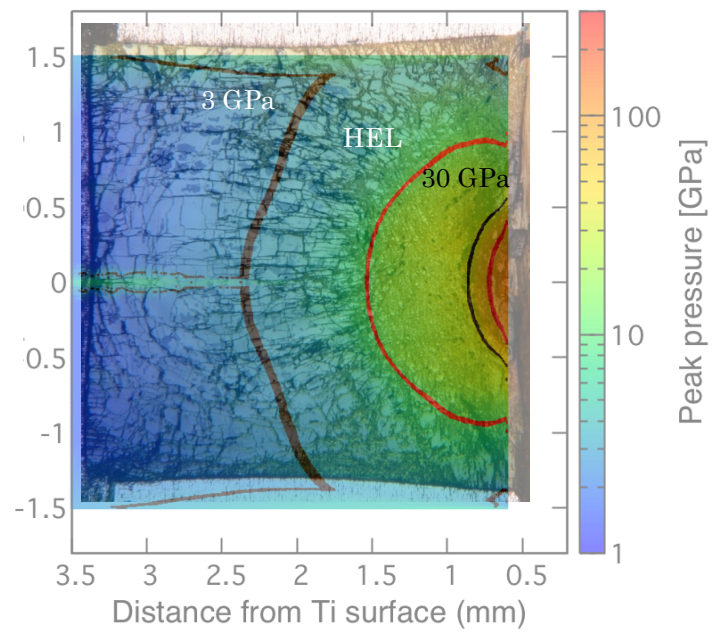 1.5
3 GPa
1
HEL
30 GPa
0.5
0
0.5
-1
-1.5
3.5 3 2.5 2 1.5 1 0.5
Distance from Ti surface (mm)
100
10
1
Peak pressure [GPa]